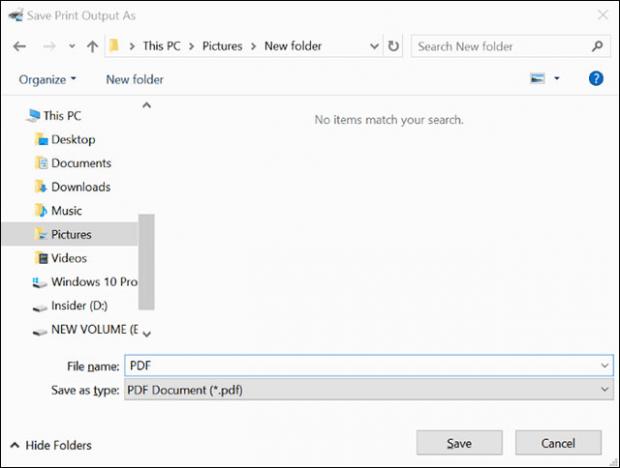 Save Print Output As
This PC > Pictures > New folder
Search New folder
Organize
New folder
This PC
Desktop
Documents
Downloads
Music
Pictures
Videos
Windows 10 Pro
Insider (D:)
NEW VOLUME (E
No items match your search.
File name: PDF
Save as type: PDF Document (*.pdf)
Hide Folders
Save
Cancel